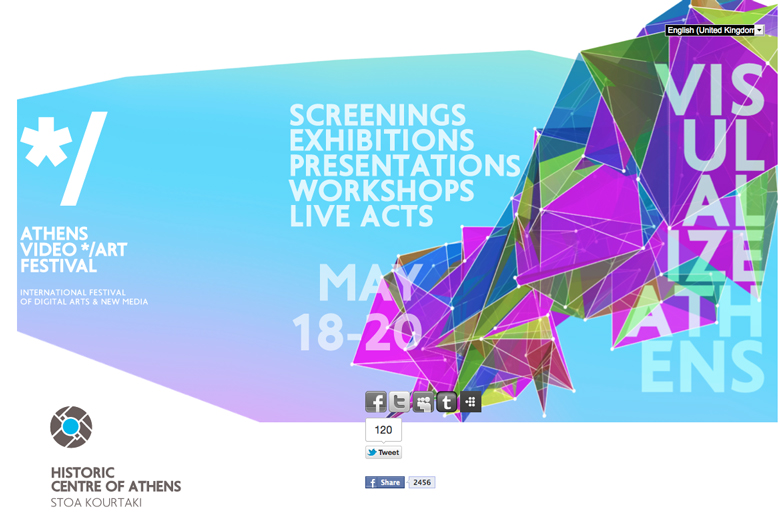 English (United Kingdom
*/
ATHENS
VIDEO */ART
FESTIVAL
INTERNATIONAL FESTIVAL
OF DIGITAL ARTS & NEW MEDIA
SCREENINGS
EXHIBITIONS
PRESENTATIONS
WORKSHOPS
LIVE ACTS
MAY
18-20
VIS
UL
AL
IZE
ATH
ENS
f
t
t
120
Tweet
f Share 2456
HISTORIC
CENTRE OF ATHENS
STOA KOURTAKI